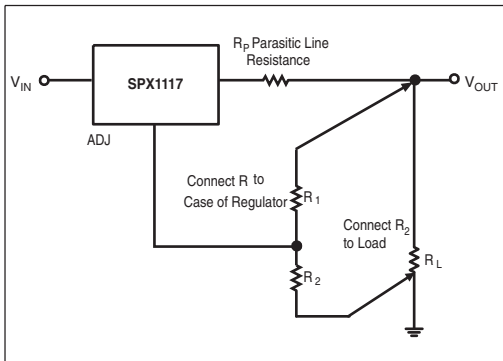 R_P Parasitic Line
Resistance
V_IN
SPX1117
V_OUT
ADJ
Connect R to
Case of Regulator
R_1
Connect R_2
to Load
R_2
R_L